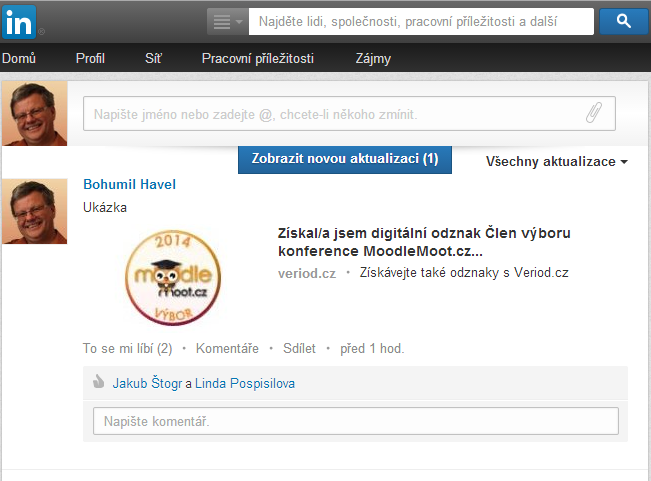 in
Najděte lidi, společnosti, pracovní příležitosti a další
Domů Profil Síť Pracovní příležitosti Zájmy
Napište jméno nebo zadejte @, chcete-li někoho zmínit.
Zobrazit novou aktualizaci (1) Všechny aktualizace
Bohumil Havel
Ukázka
2014
moodle
moot.cz
VÝBOR
Získal/a jsem digitální odznak Člen výboru
konference MoodleMoot.cz...
veriod.cz • Získávejte také odznaky s Veriod.cz
To se mi líbí (2) • Komentáře • Sdílet • před 1 hod.
Jakub Štogr a Linda Pospisilova
Napište komentář.